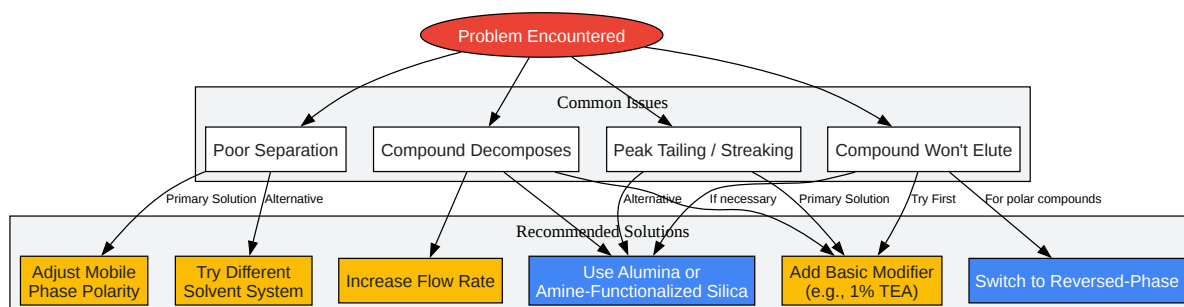 Problem Encountered
Common Issues
Poor Separation
Compound Decomposes
Peak Tailing / Streaking
Compound Won't Elute
Primary Solution
Alternative
Alternative
If necessary
Primary Solution
Try First
For polar compounds
Recommended Solutions
Adjust Mobile
Phase Polarity
Try Different
Solvent System
Increase Flow Rate
Use Alumina or
Amine-Functionalized Silica
Add Basic Modifier
(e.g., 1% TEA)
Switch to Reversed-Phase